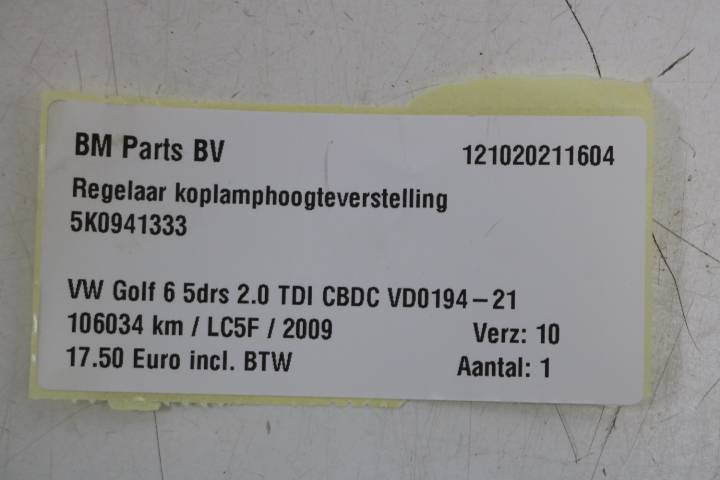 BM Parts BV 121020211604
Regelaar koplamphoogteverstelling
5K0941333
VW Golf 6 5drs 2.0 TDI CBDC VD0194-21
106034 km / LC5F / 2009 Verz: 10
17.50 Euro incl. BTW Aantal: 1